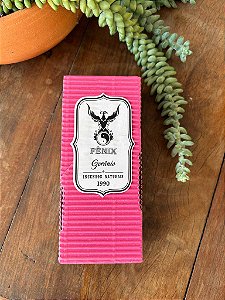 FÊNIX
Gerânio
INCENSOS NATURAIS
1990